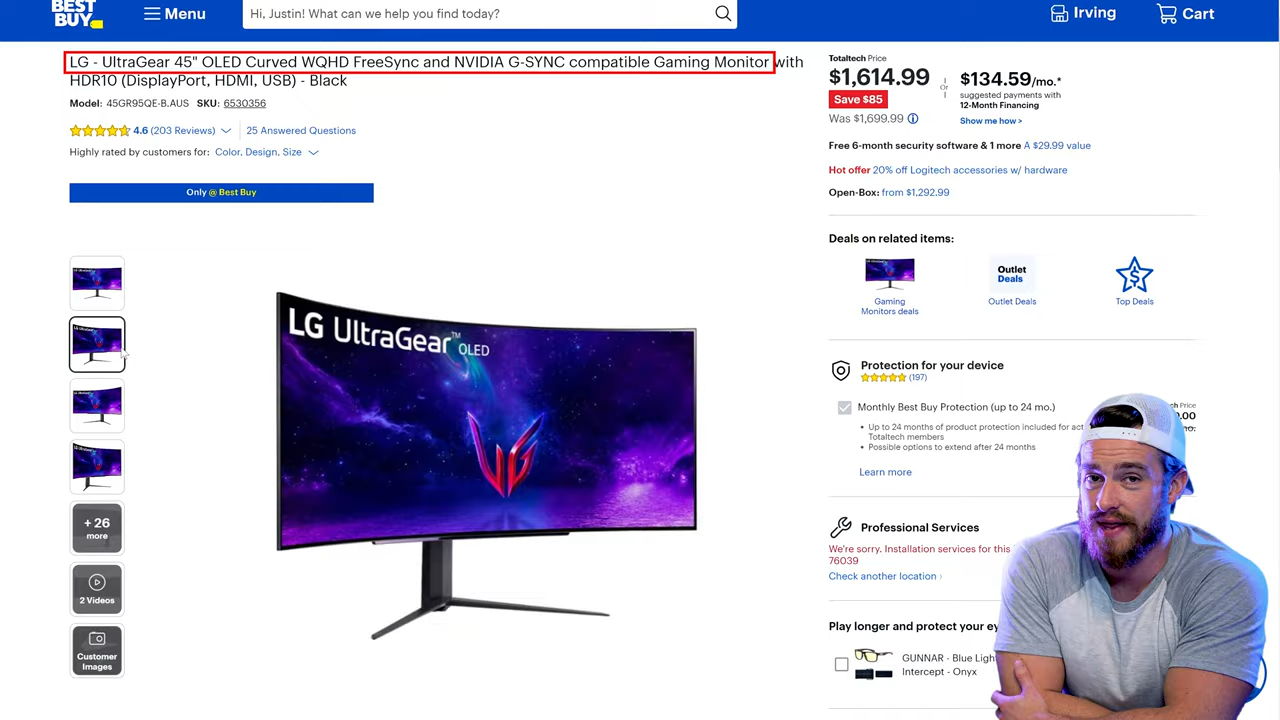 BEST
BUY
Menu
Hi, Justin! What can we help you find today?
Irving
Cart
LG - UltraGear 45" OLED Curved WQHD FreeSync and NVIDIA G-SYNC compatible Gaming Monitor with
HDR10 (DisplayPort, HDMI, USB) - Black
Model: 45GR95QE-B.AUS SKU: 6530356
4.6 (203 Reviews) 25 Answered Questions
Highly rated by customers for: Color, Design, Size
Only @ Best Buy
LG UltraGear™ OLED
+ 26
more
2 Videos
Customer
Images
Totaltech Price
$1,614.99
Save $85
Was $1,699.99
Or
$134.59/mo.*
suggested payments with
12-Month Financing
Show me how >
Free 6-month security software & 1 more A $29.99 value
Hot offer 20% off Logitech accessories w/ hardware
Open-Box: from $1,292.99
Deals on related items:
Gaming
Monitors deals
Outlet
Deals
Outlet Deals
Top Deals
Protection for your device
(197)
Monthly Best Buy Protection (up to 24 mo.)
• Up to 24 months of product protection included for
Totaltech members
• Possible options to extend after 24 months
Price
Learn more
Professional Services
We're sorry. Installation services for this
76039
Check another location ›
Play longer and protect your
GUNNAR - Blue
Intercept - Onyx